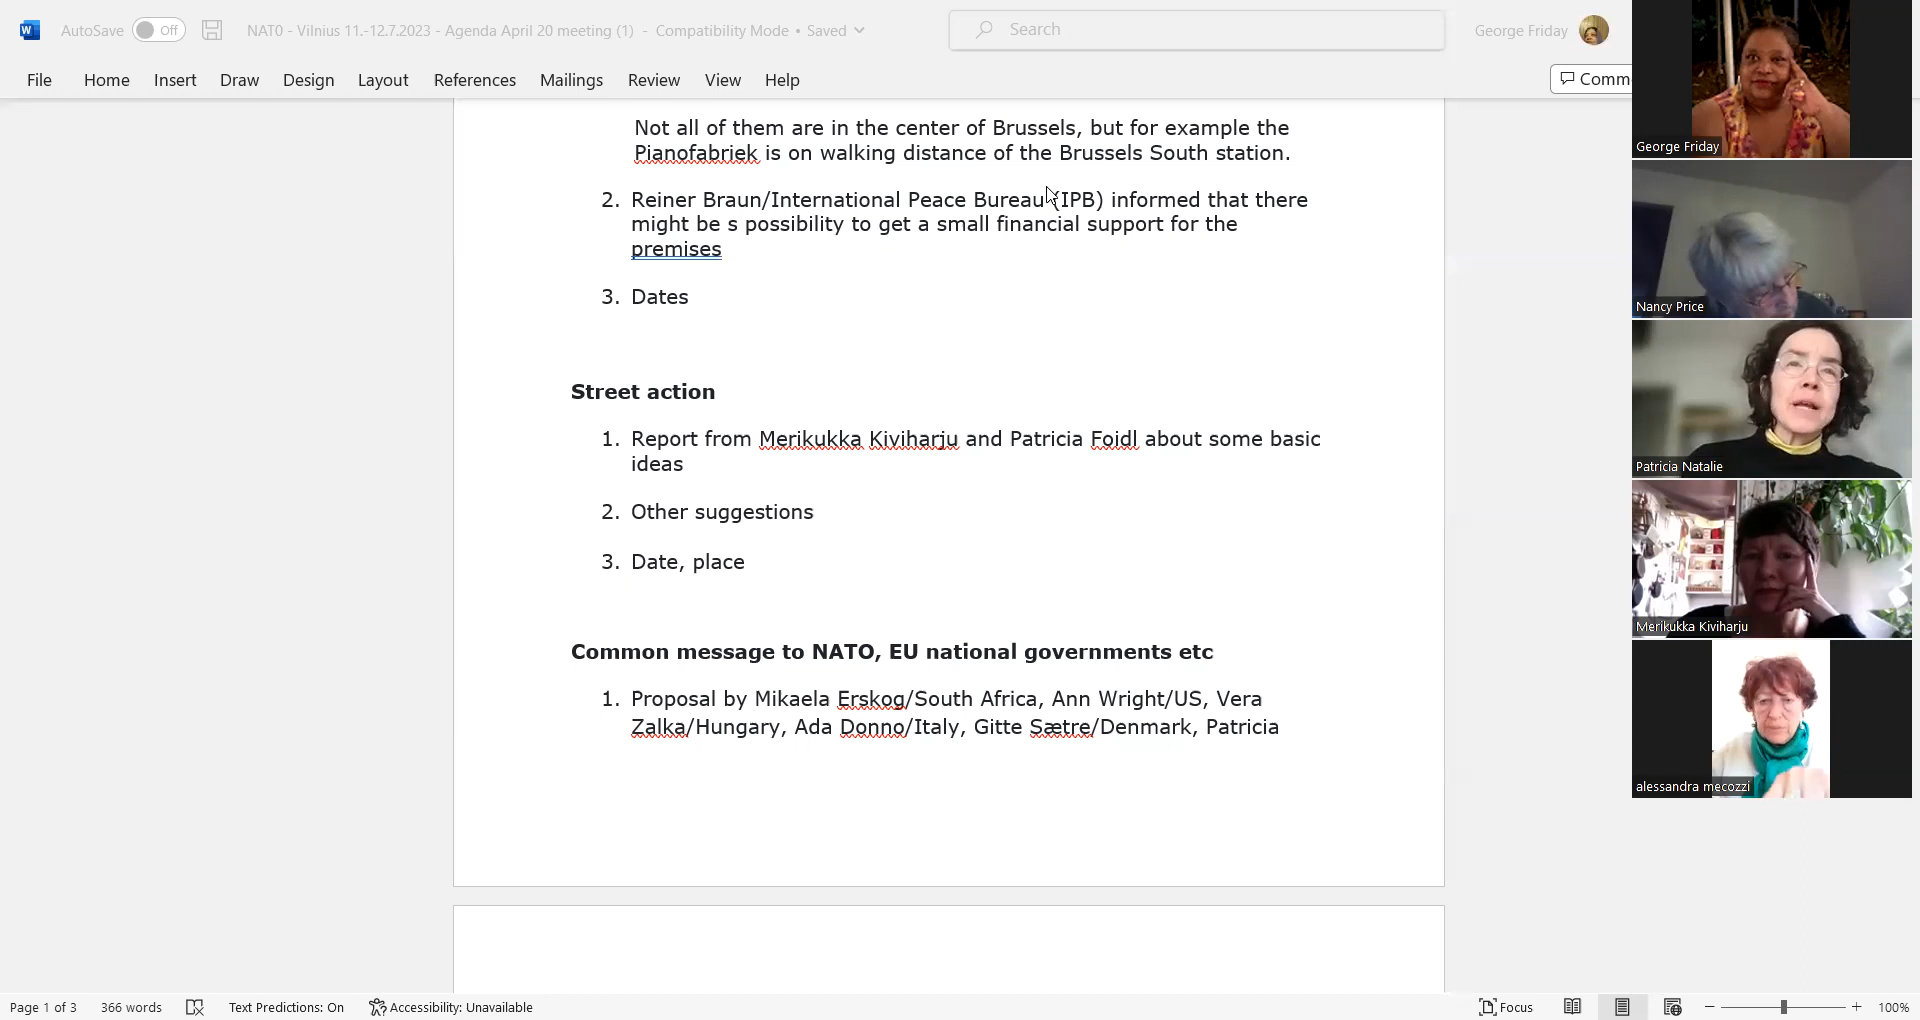 AutoSave Off NAT0 - Vilnius 11.-12.7.2023 - Agenda April 20 meeting (1) - Compatibility Mode • Saved Search George Friday
File Home Insert Draw Design Layout References Mailings Review View Help Comm
Not all of them are in the center of Brussels, but for example the
Pianofabriek is on walking distance of the Brussels South station.
2. Reiner Braun/International Peace Bureau (IPB) informed that there
might be s possibility to get a small financial support for the
premises
3. Dates
Street action
1. Report from Merikukka Kiviharju and Patricia Foidl about some basic
ideas
2. Other suggestions
3. Date, place
Common message to NATO, EU national governments etc
1. Proposal by Mikaela Erskog/South Africa, Ann Wright/US, Vera
Zalka/Hungary, Ada Donno/Italy, Gitte Sætre/Denmark, Patricia
George Friday
Nancy Price
Patricia Natalie
Merikukka Kiviharju
alessandra mecozzi
Page 1 of 3 366 words Text Predictions: On Accessibility: Unavailable Focus 100%